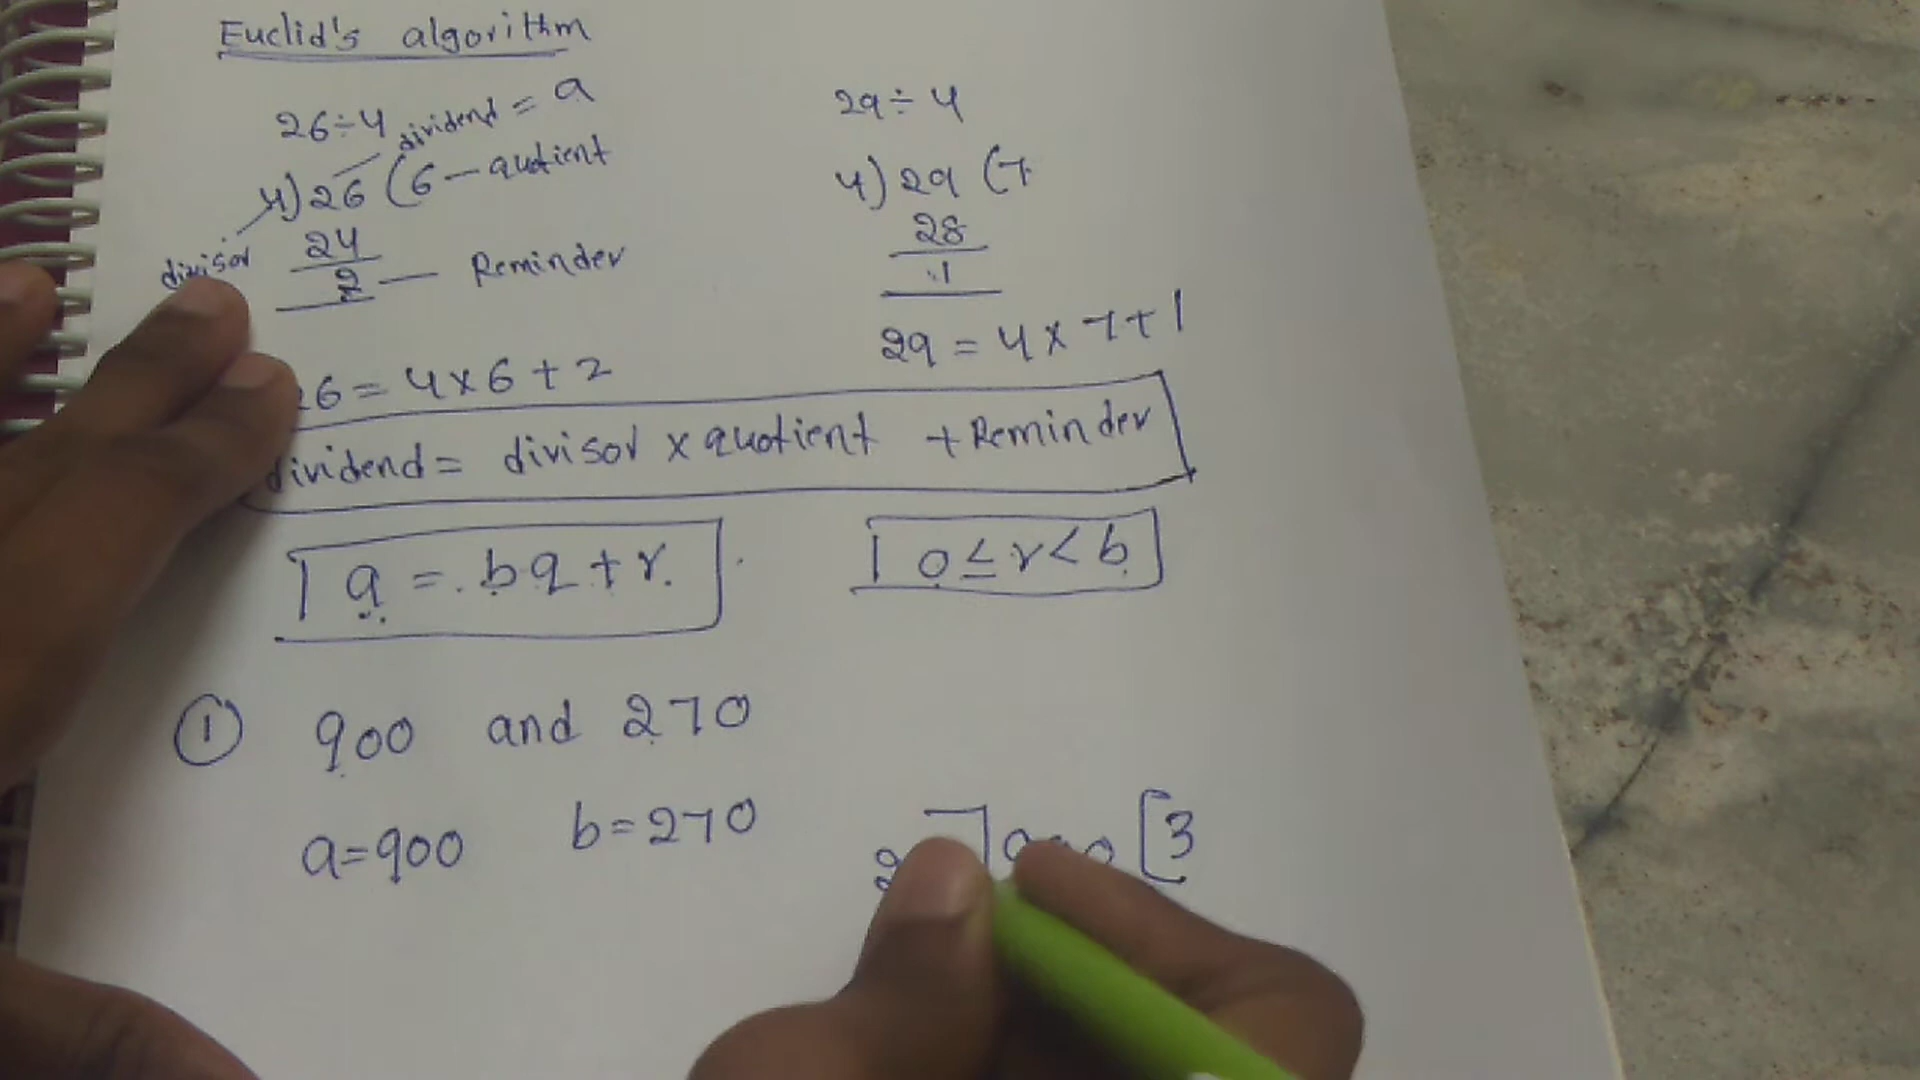 Euclid's algorithm
26÷4 dividend = a
4)26(6 - quotient
divisor 24
2 - Reminder
29÷4
4)29(7
28
1
29 = 4×7+1
6 = 4×6+2
dividend = divisor × quotient + Reminder
a = bq + r
0≤r<b
① 900 and 270
a=900 b=270
[3